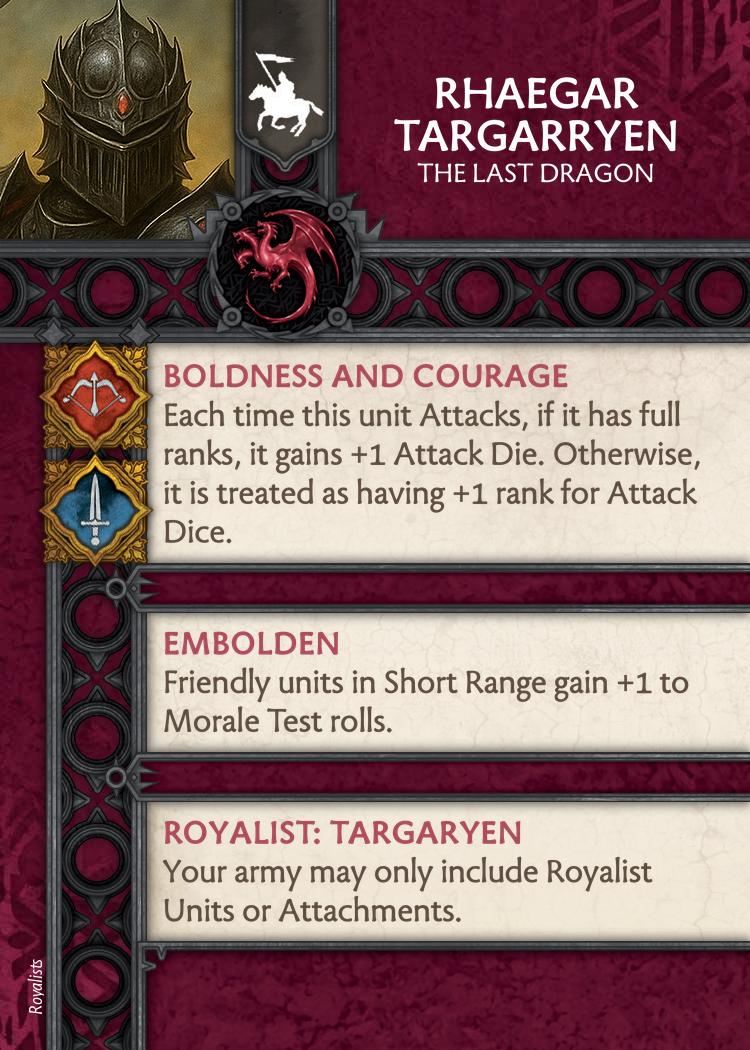 RHAEGAR
TARGARRYEN
THE LAST DRAGON
BOLDNESS AND COURAGE
Each time this unit Attacks, if it has full
ranks, it gains +1 Attack Die. Otherwise,
it is treated as having +1 rank for Attack
Dice.
EMBOLDEN
Friendly units in Short Range gain +1 to
Morale Test rolls.
ROYALIST: TARGARYEN
Your army may only include Royalist
Units or Attachments.
Royalists